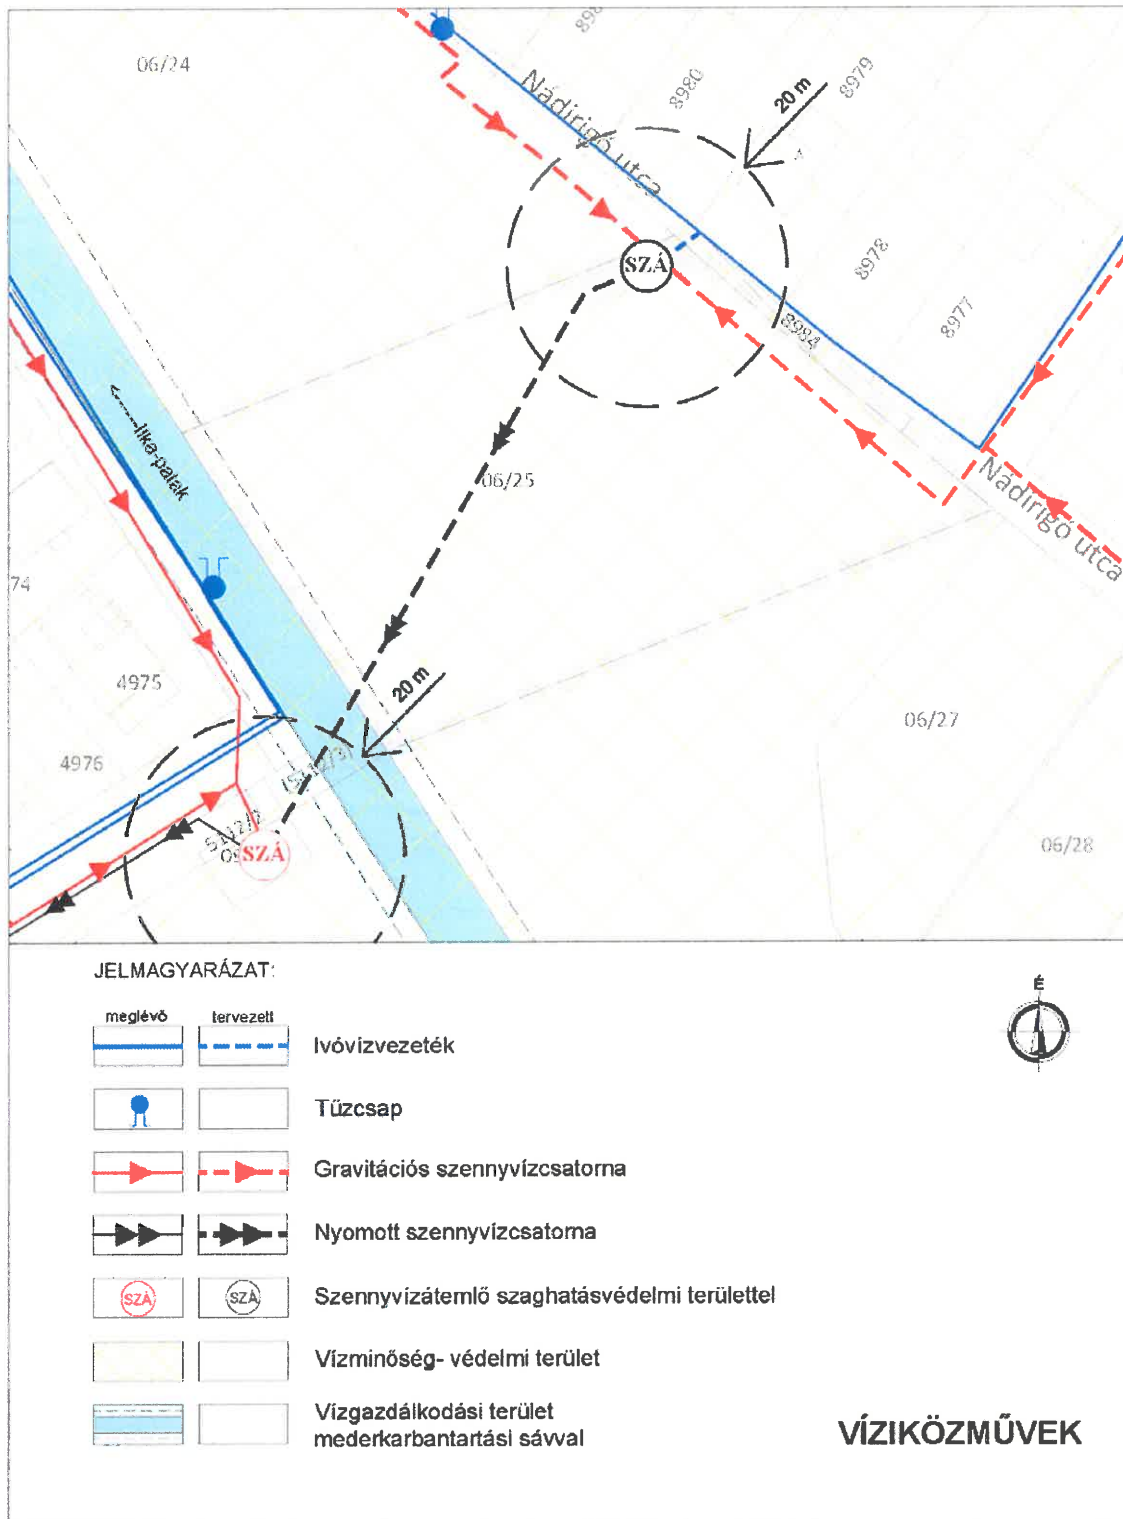 06/24
8980
8979
20 m
Nádirigó utca
SZÁ
8978
8977
8984
Ilka-patak
06/25
Nádirigó utca
74
4975
20 m
4976
06/27
SZÁ
06/28
JELMAGYARÁZAT:
É
meglévő tervezett
Ivóvízvezeték
Tűzcsap
Gravitációs szennyvízcsatorna
Nyomott szennyvízcsatorna
SZÁ SZÁ Szennyvízátemlő szaghatásvédelmi területtel
Vízminőség- védelmi terület
Vízgazdálkodási terület
mederkarbantartási sávval
VÍZIKÖZMŰVEK